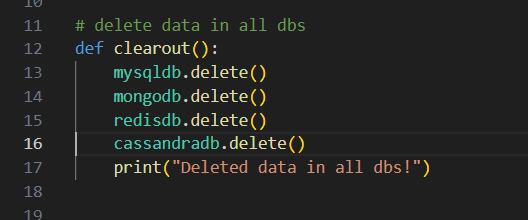 10
11 # delete data in all dbs
12 def clearout():
13     mysqldb.delete()
14     mongodb.delete()
15     redisdb.delete()
16     cassandradb.delete()
17     print("Deleted data in all dbs!")
18
19